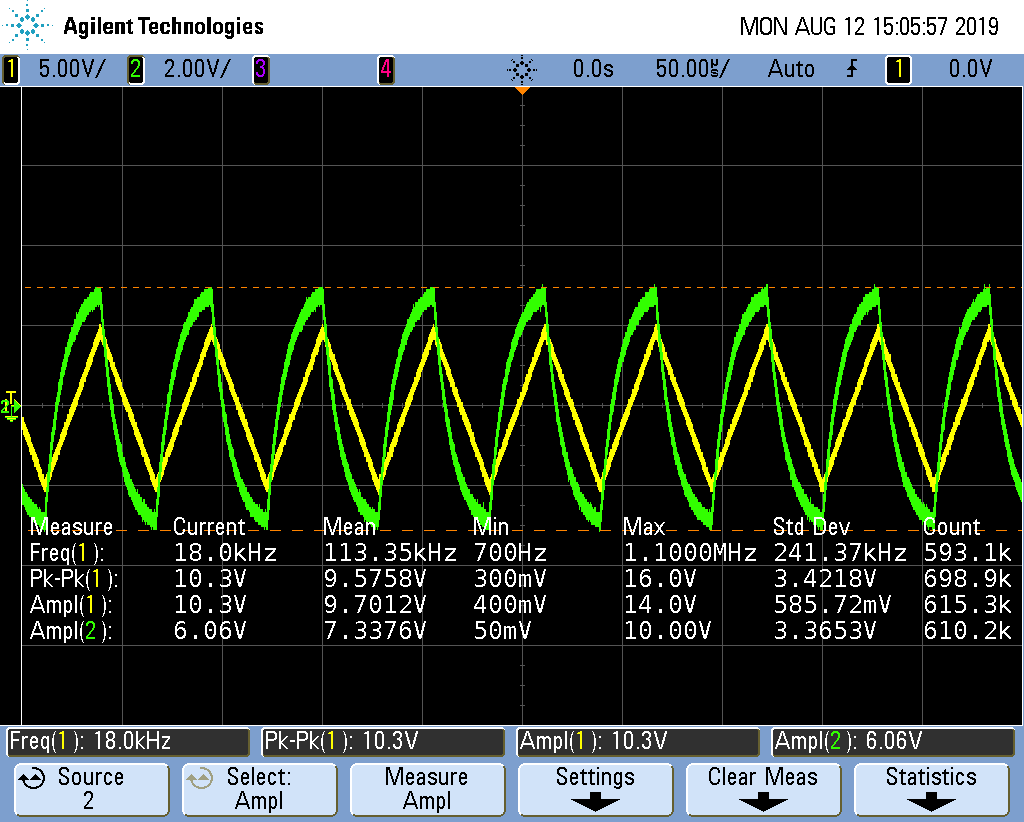 Agilent Technologies MON AUG 12 15:05:57 2019
1 5.00V/ 2 2.00V/ 3 4 0.0s 50.00µs/ Auto 1 0.0V
Measure Current Mean Min Max Std Dev Count
Freq(1): 18.0kHz 113.35kHz 700Hz 1.1000MHz 241.37kHz 593.1k
Pk-Pk(1): 10.3V 9.5758V 300mV 16.0V 3.4218V 698.9k
Ampl(1): 10.3V 9.7012V 400mV 14.0V 585.72mV 615.3k
Ampl(2): 6.06V 7.3376V 50mV 10.00V 3.3653V 610.2k
Freq(1): 18.0kHz Pk-Pk(1): 10.3V Ampl(1): 10.3V Ampl(2): 6.06V
Source Select: Measure Settings Clear Meas Statistics
2 Ampl Ampl